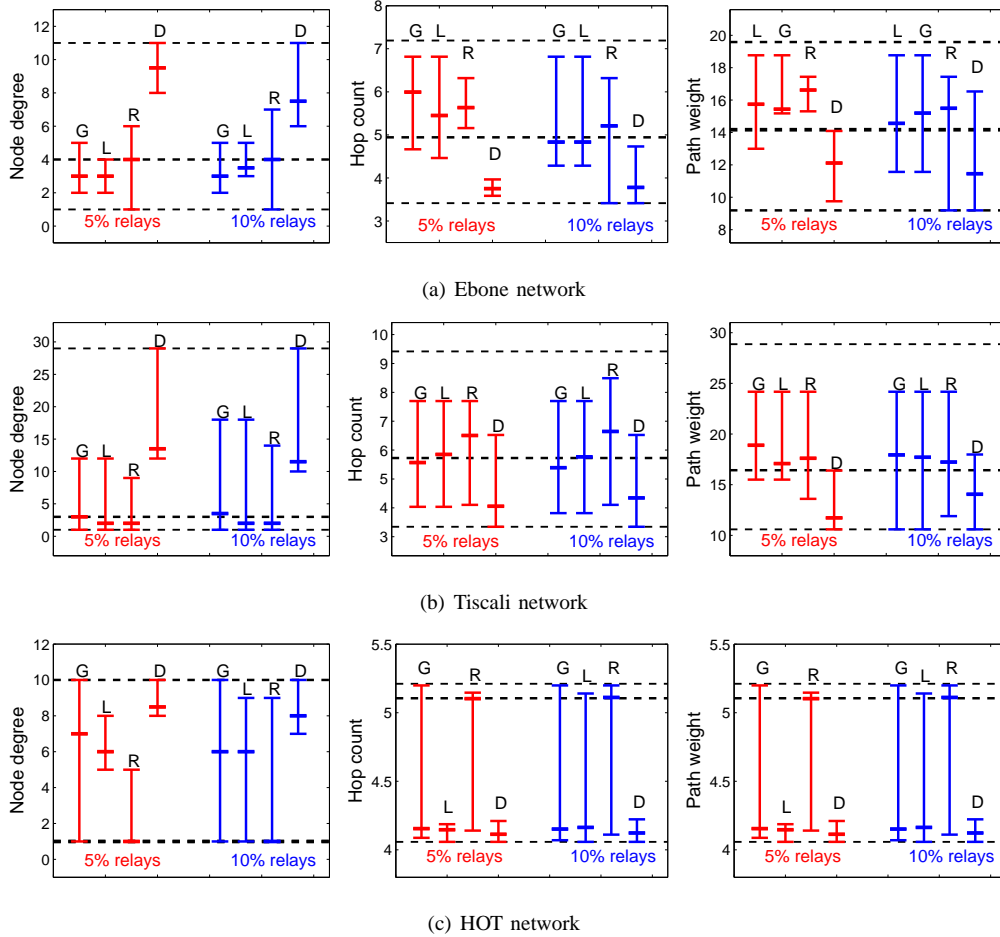 Node degree
12
10
8
6
4
2
0
G
L
R
D
G
L
R
D
5% relays
10% relays
Hop count
8
7
6
5
4
3
G
L
R
D
G
L
R
D
5% relays
10% relays
Path weight
20
18
16
14
12
10
8
L
G
R
D
L
G
R
D
5% relays
10% relays
(a) Ebone network
Node degree
30
25
20
15
10
5
0
G
L
R
D
G
L
R
D
5% relays
10% relays
Hop count
10
9
8
7
6
5
4
3
G
L
R
D
G
L
R
D
5% relays
10% relays
Path weight
30
25
20
15
10
G
L
R
D
G
L
R
D
5% relays
10% relays
(b) Tiscali network
Node degree
12
10
8
6
4
2
0
G
L
R
D
G
L
R
D
5% relays
10% relays
Hop count
5.5
5
4.5
4
G
L
R
D
G
L
R
D
5% relays
10% relays
Path weight
5.5
5
4.5
4
G
L
R
D
G
L
R
D
5% relays
10% relays
(c) HOT network